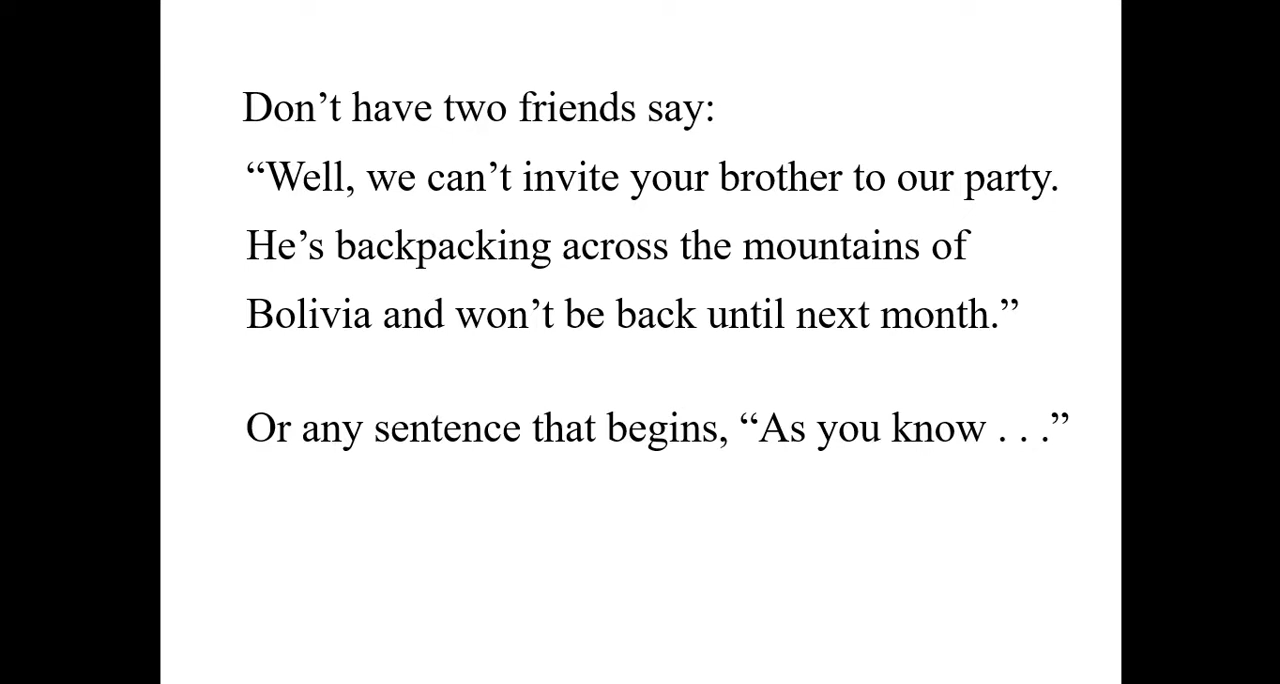 Don’t have two friends say:
“Well, we can’t invite your brother to our party.
He’s backpacking across the mountains of
Bolivia and won’t be back until next month.”
Or any sentence that begins, “As you know . . .”